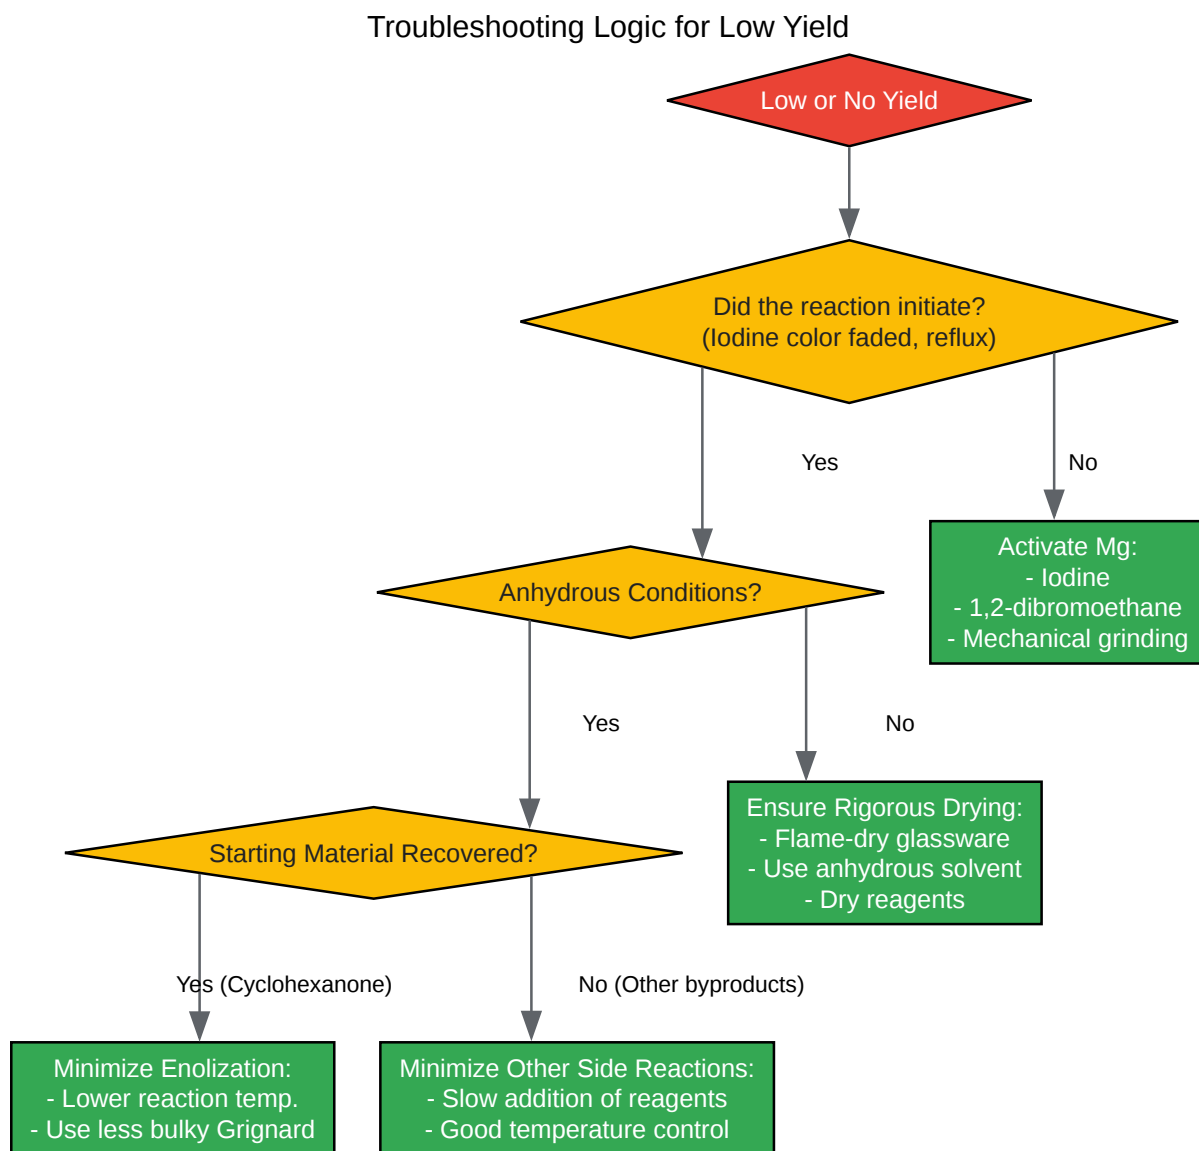 Troubleshooting Logic for Low Yield
Low or No Yield
Did the reaction initiate?
(Iodine color faded, reflux)
Yes
No
Activate Mg:
- Iodine
- 1,2-dibromoethane
- Mechanical grinding
Anhydrous Conditions?
Yes
No
Ensure Rigorous Drying:
- Flame-dry glassware
- Use anhydrous solvent
- Dry reagents
Starting Material Recovered?
Yes (Cyclohexanone)
No (Other byproducts)
Minimize Enolization:
- Lower reaction temp.
- Use less bulky Grignard
Minimize Other Side Reactions:
- Slow addition of reagents
- Good temperature control